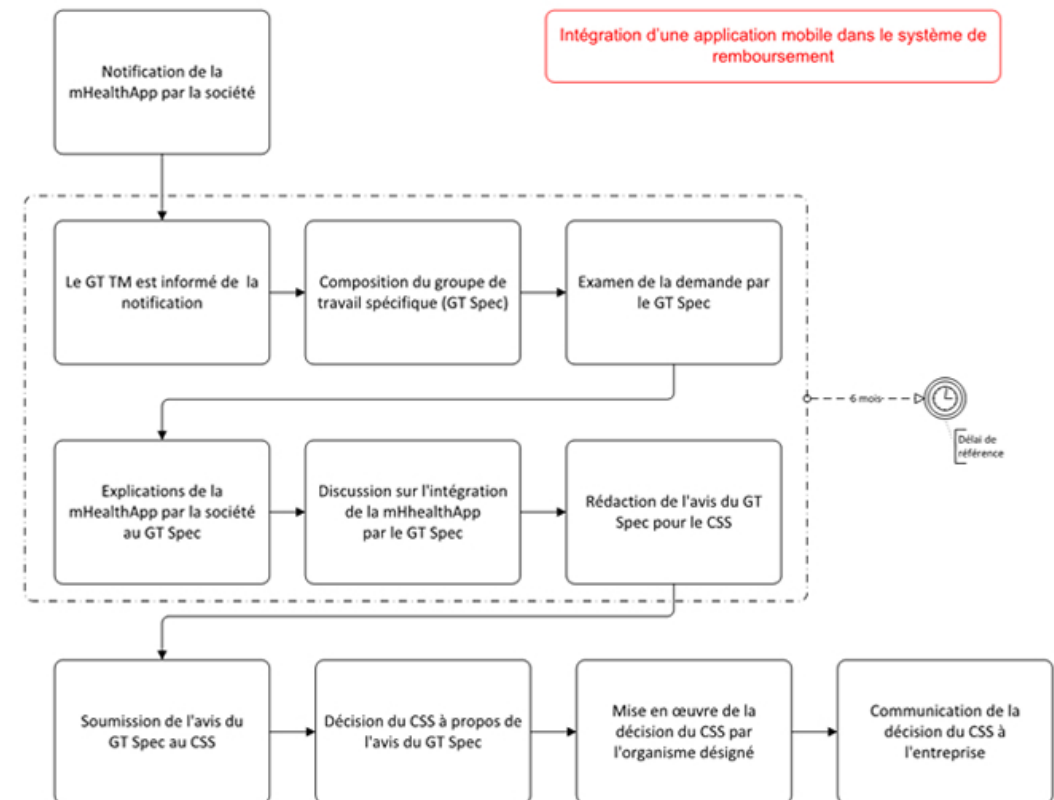 Intégration d'une application mobile dans le système de
remboursement
Notification de la
mHealthApp par la société
Le GT TM est informé de la
notification
Composition du groupe de
travail spécifique (GT Spec)
Examen de la demande par
le GT Spec
6 mois
Délai de
référence
Explications de la
mHealthApp par la société
au GT Spec
Discussion sur l'intégration
de la mHhealthApp
par le GT Spec
Rédaction de l'avis du GT
Spec pour le CSS
Soumission de l'avis du
GT Spec au CSS
Décision du CSS à propos de
l'avis du GT Spec
Mise en œuvre de la
décision du CSS par
l'organisme désigné
Communication de la
décision du CSS à
l'entreprise